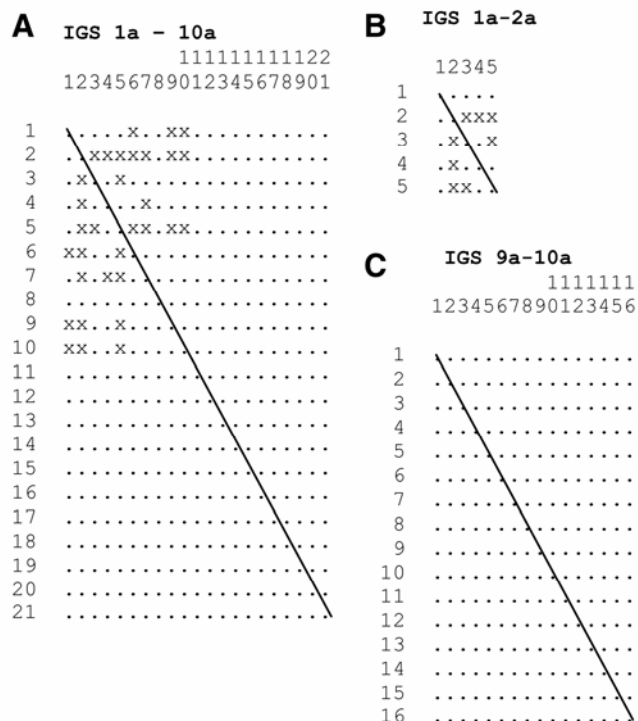 A IGS 1a – 10a
111111111122
123456789012345678901
1 .....x..xx...........
2 ..xxxxx.xx...........
3 .x..x................
4 .x....x..............
5 .xx..xx.xx...........
6 xx..x................
7 .x.xx................
8 .....................
9 xx..x................
10 xx..x................
11 .....................
12 .....................
13 .....................
14 .....................
15 .....................
16 .....................
17 .....................
18 .....................
19 .....................
20 .....................
21 .....................
B IGS 1a-2a
12345
1 .....
2 ..xxx
3 .x..x
4 .x...
5 .xx..
C IGS 9a-10a
1111111
1234567890123456
1 ................
2 ................
3 ................
4 ................
5 ................
6 ................
7 ................
8 ................
9 ................
10 ................
11 ................
12 ................
13 ................
14 ................
15 ................
16 ................